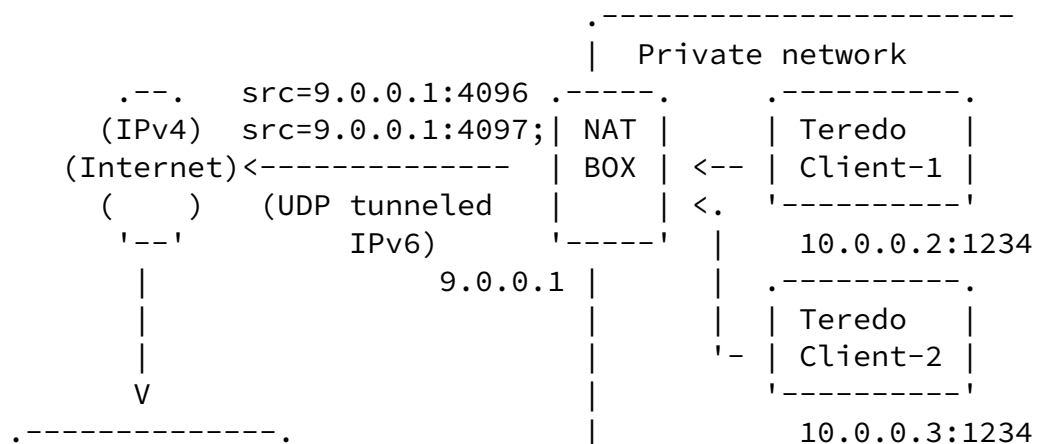 Private network
src=9.0.0.1:4096
(IPv4) src=9.0.0.1:4097; NAT Teredo
(Internet)<-------------- BOX <-- Client-1
( ) (UDP tunneled <.
IPv6) 10.0.0.2:1234
9.0.0.1
Teredo
Client-2
V
10.0.0.3:1234